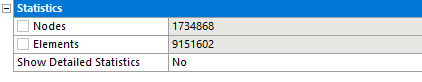 Statistics
Nodes 1734868
Elements 9151602
Show Detailed Statistics No